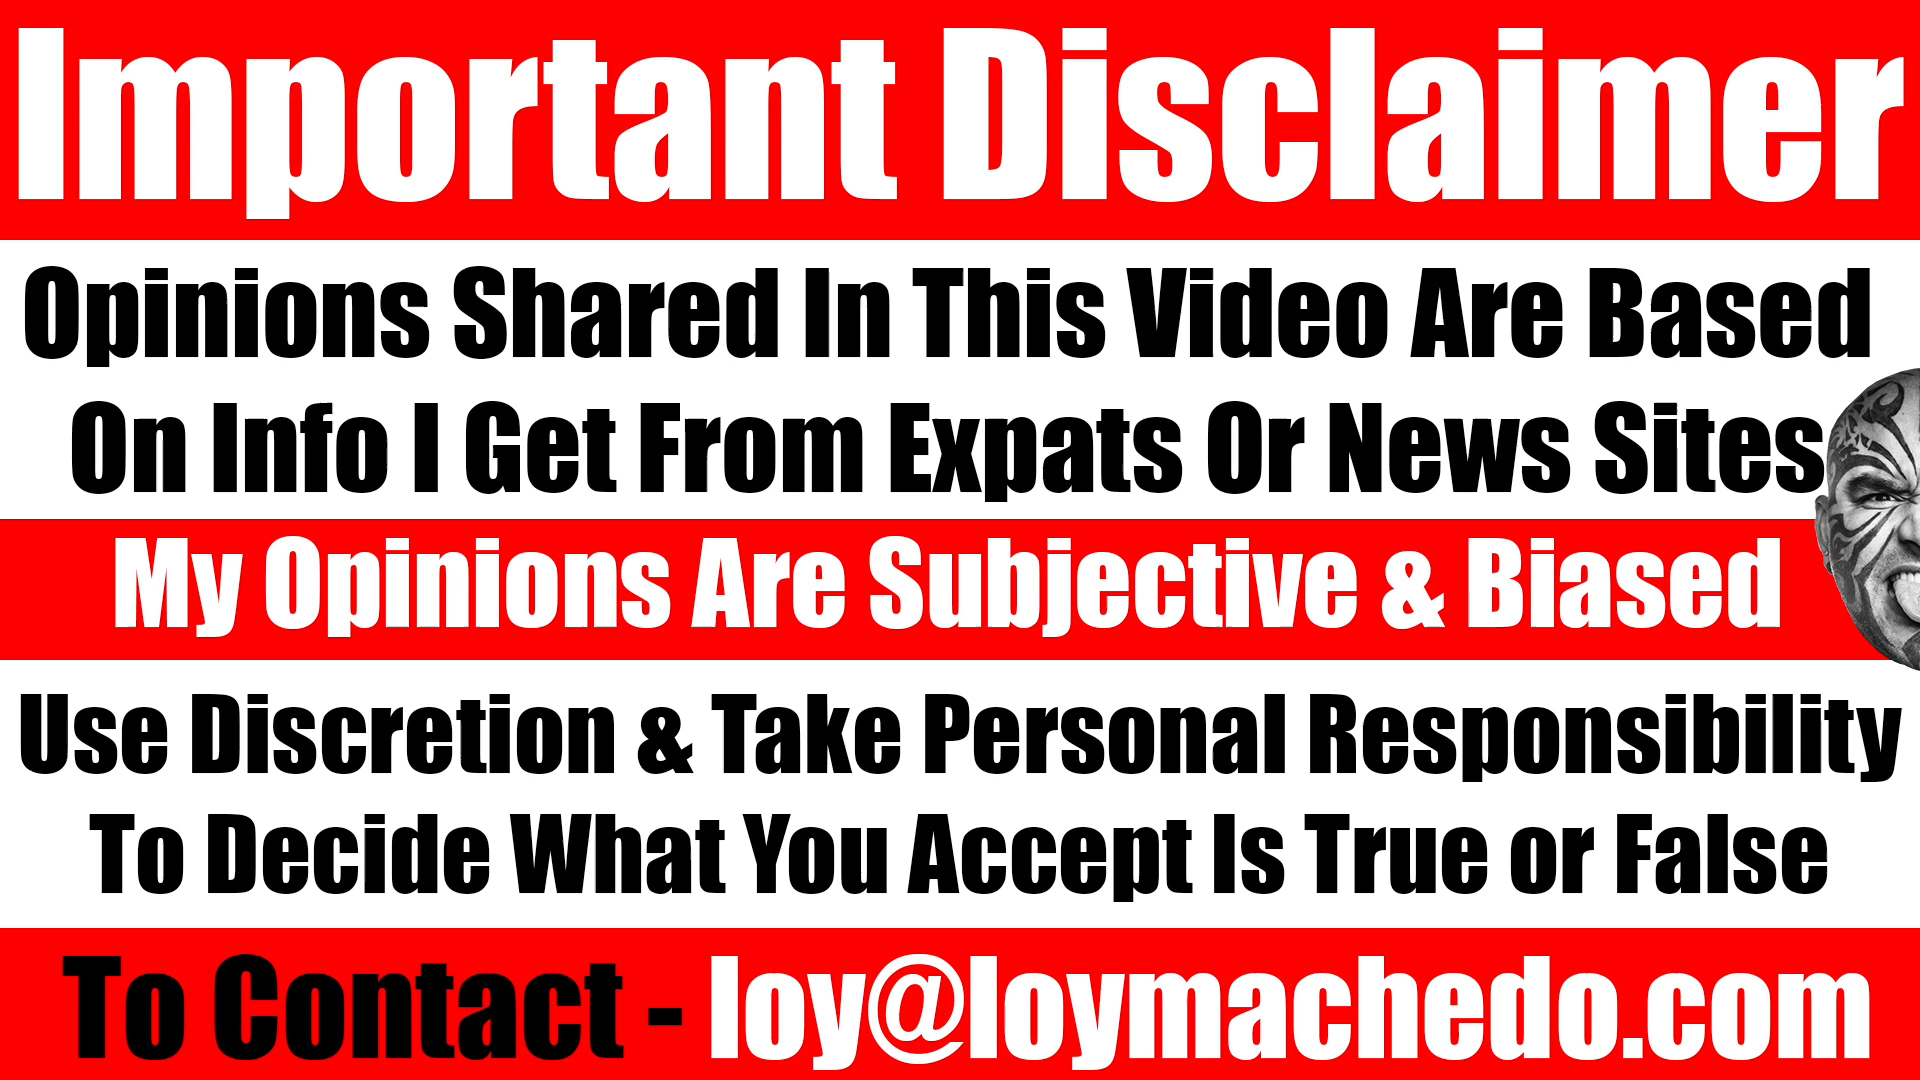 Important Disclaimer
Opinions Shared In This Video Are Based
On Info I Get From Expats Or News Sites
My Opinions Are Subjective & Biased
Use Discretion & Take Personal Responsibility
To Decide What You Accept Is True or False
To Contact - loy@loymachedo.com